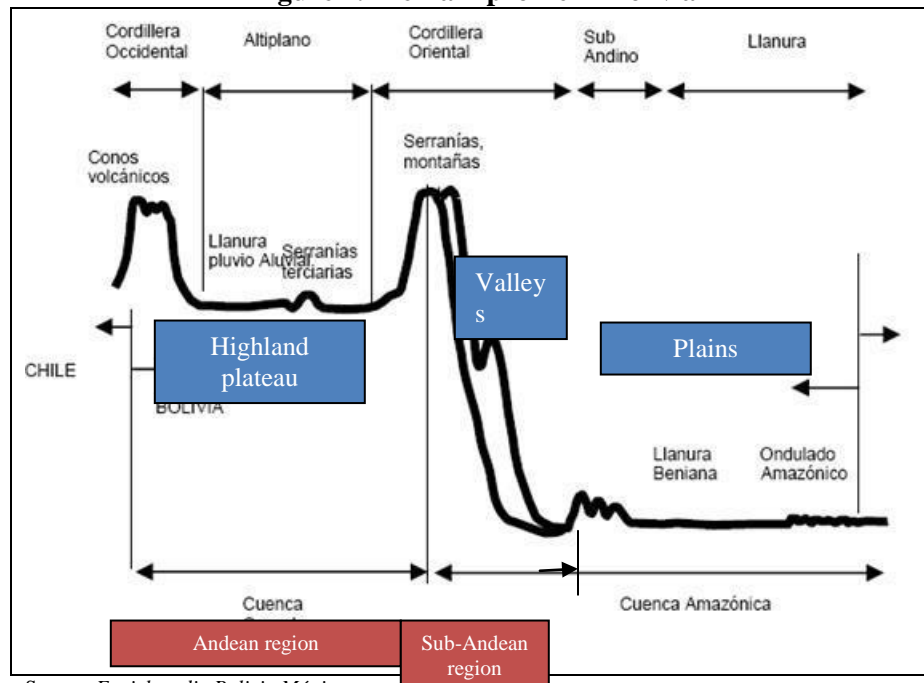 Cordillera
Occidental
Altiplano
Cordillera
Oriental
Sub
Andino
Llanura
Conos
volcánicos
Serranías,
montañas
Llanura
pluvio Aluvial
Serranías
terciarias
Valley
s
Highland
plateau
Plains
CHILE
BOLIVIA
Llanura
Beniana
Ondulado
Amazónico
Cuenca
Cuenca Amazónica
Andean region
Sub-Andean
region